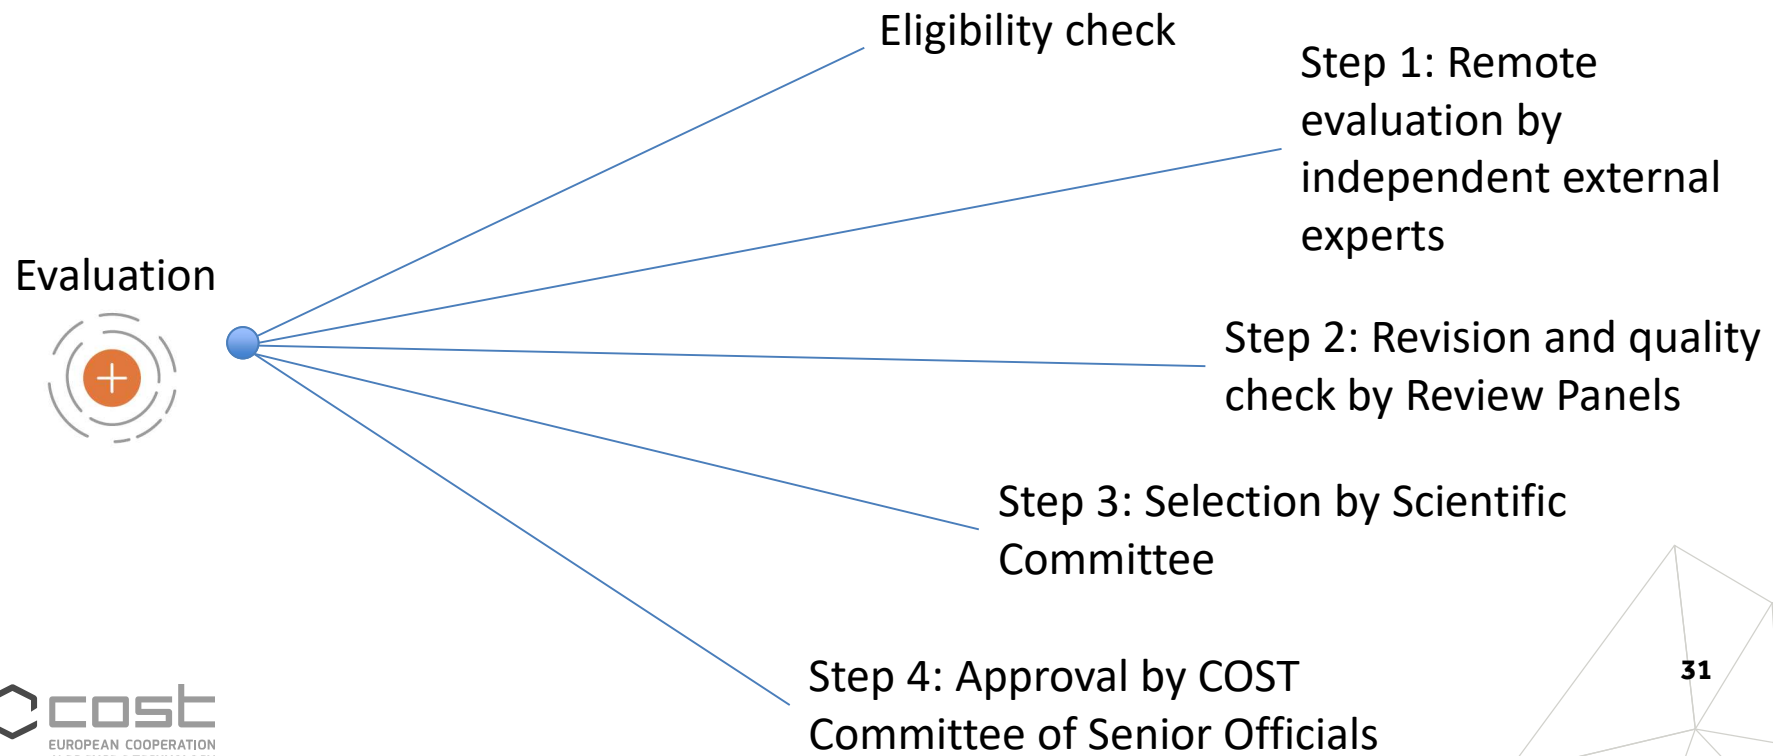 Eligibility check
Step 1: Remote
evaluation by
independent external
experts
Evaluation
Step 2: Revision and quality
check by Review Panels
Step 3: Selection by Scientific
Committee
Step 4: Approval by COST
Committee of Senior Officials
31
cost
EUROPEAN COOPERATION